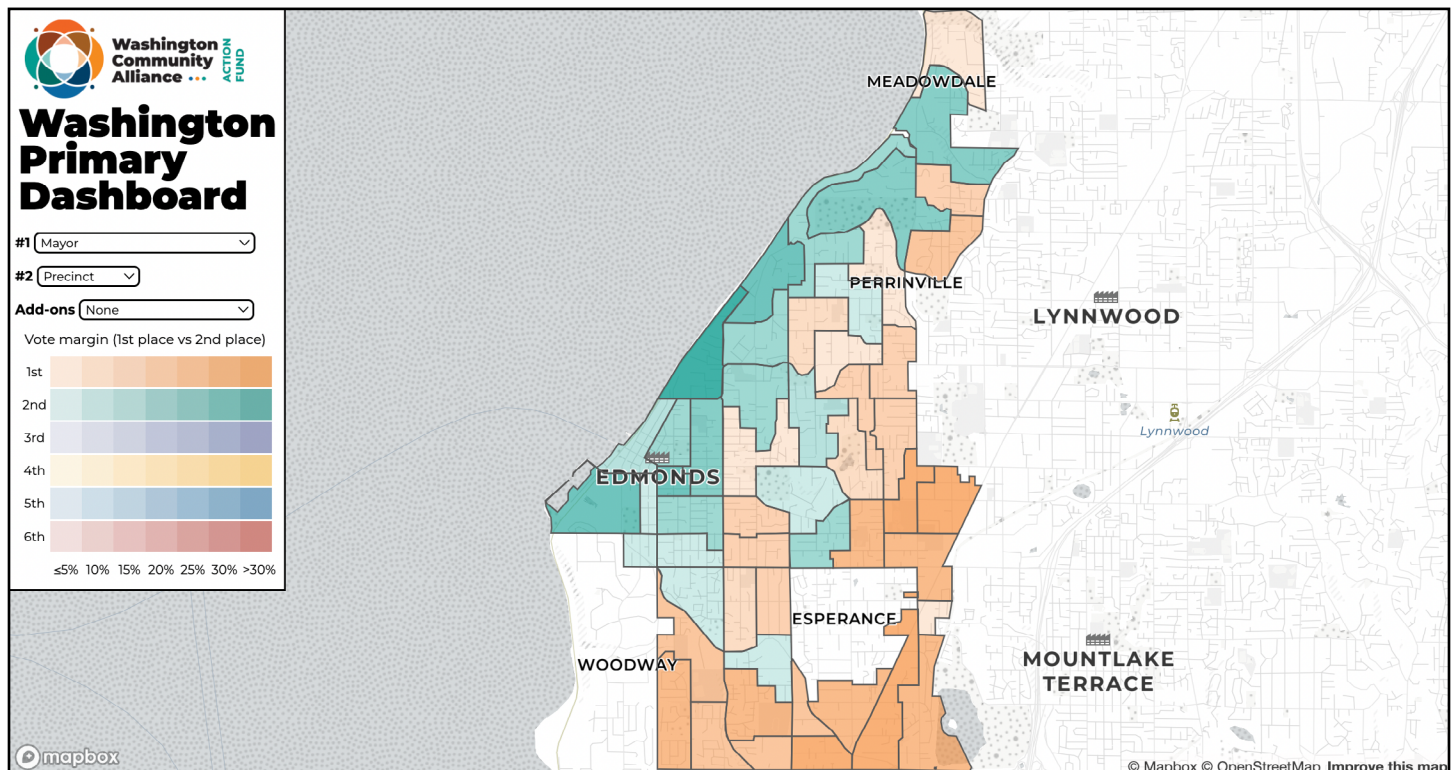 Washington
Community
Alliance
ACTION
FUND
Washington
Primary
Dashboard
#1 Mayor
#2 Precinct
Add-ons None
Vote margin (1st place vs 2nd place)
1st
2nd
3rd
4th
5th
6th
≤5% 10% 15% 20% 25% 30% >30%
MEADOWDALE
PERRINVILLE
LYNNWOOD
Lynnwood
EDMONDS
ESPERANCE
WOODWAY
MOUNTLAKE
TERRACE
mapbox
© Mapbox © OpenStreetMap Improve this map